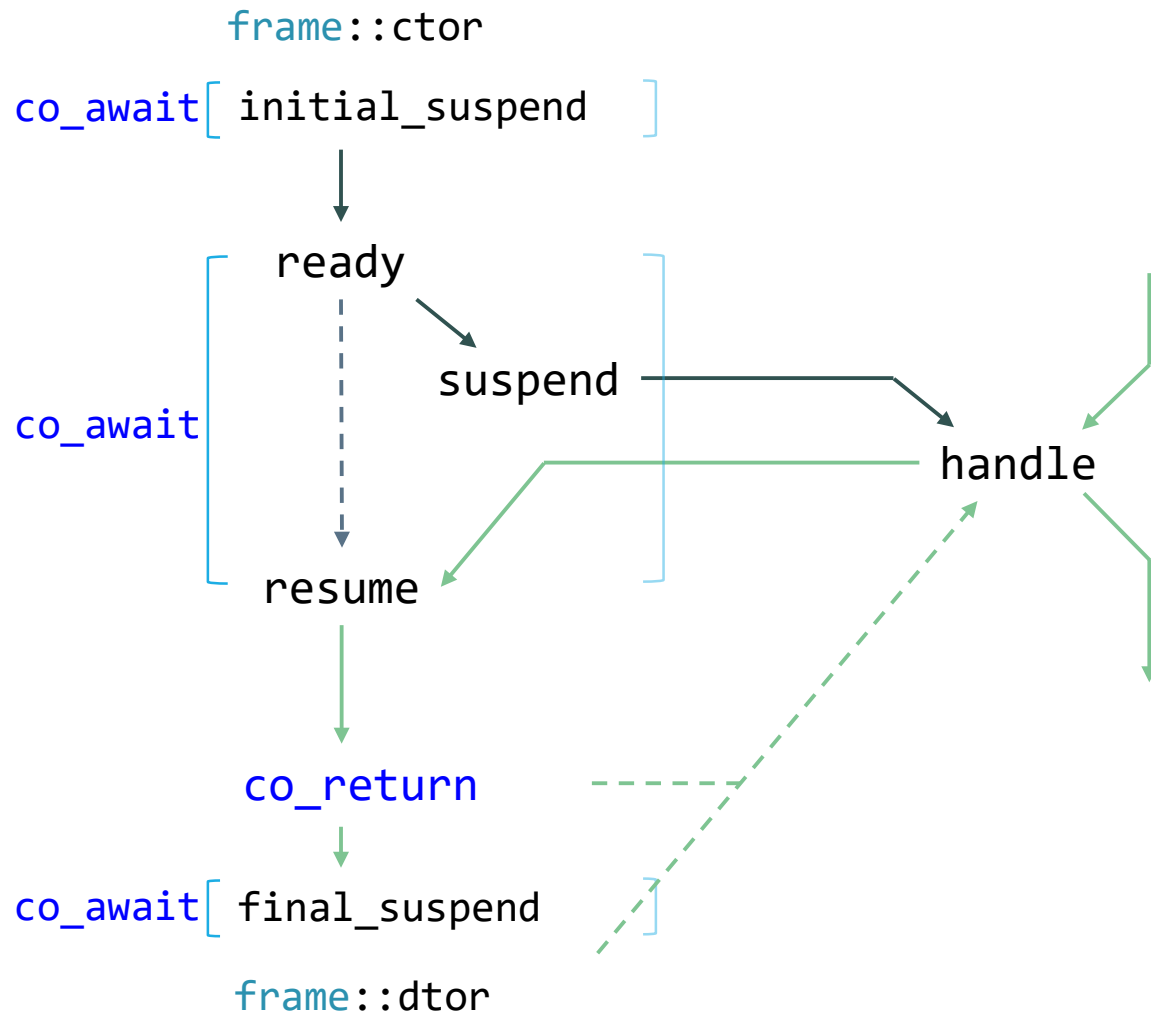 frame::ctor
co_await initial_suspend
ready
suspend
co_await
handle
resume
co_return
co_await final_suspend
frame::dtor